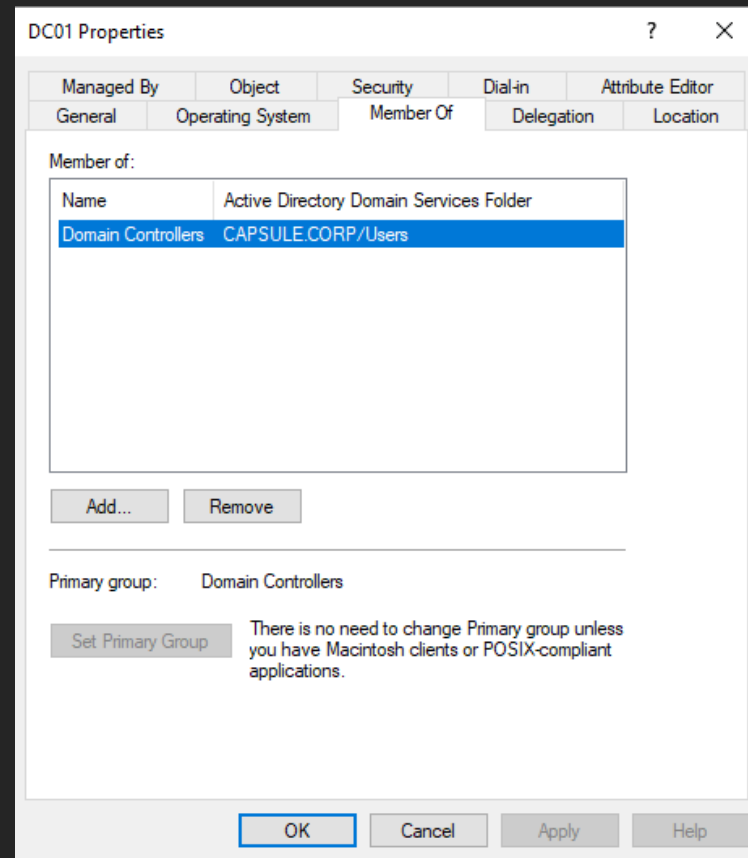 DC01 Properties
? ×
Managed By Object Security Dial-in Attribute Editor
General Operating System Member Of Delegation Location
Member of:
Name Active Directory Domain Services Folder
Domain Controllers CAPSULE.CORP/Users
Add... Remove
Primary group: Domain Controllers
Set Primary Group
There is no need to change Primary group unless
you have Macintosh clients or POSIX-compliant
applications.
OK Cancel Apply Help